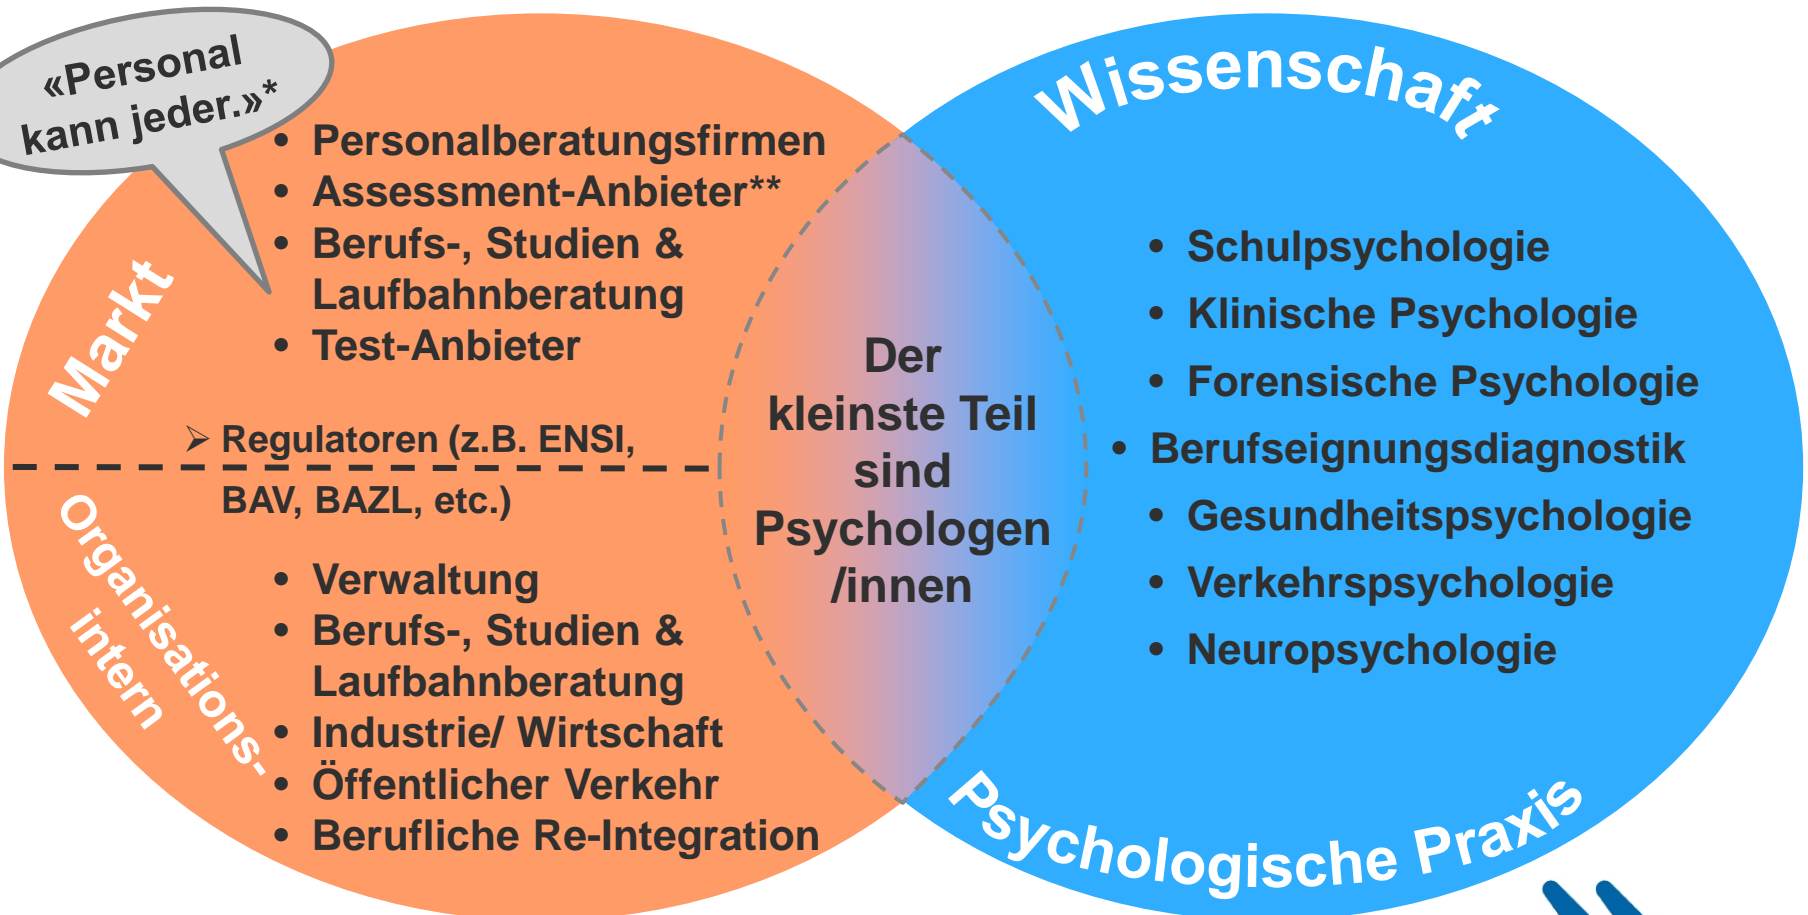 «Personal
kann jeder.»*
Markt
• Personalberatungsfirmen
• Assessment-Anbieter**
• Berufs-, Studien &
Laufbahnberatung
• Test-Anbieter
➢ Regulatoren (z.B. ENSI,
BAV, BAZL, etc.)
Organisations-
intern
• Verwaltung
• Berufs-, Studien &
Laufbahnberatung
• Industrie/ Wirtschaft
• Öffentlicher Verkehr
• Berufliche Re-Integration
Der
kleinste Teil
sind
Psychologen
/innen
Wissenschaft
• Schulpsychologie
• Klinische Psychologie
• Forensische Psychologie
• Berufseignungsdiagnostik
• Gesundheitspsychologie
• Verkehrspsychologie
• Neuropsychologie
Psychologische Praxis